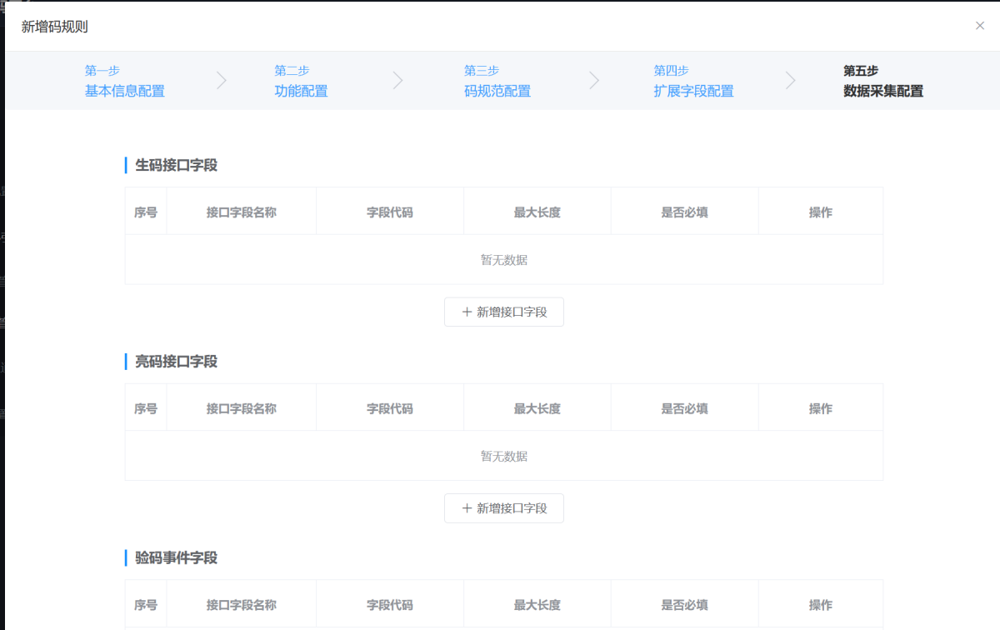 新增码规则
第一步
基本信息配置
第二步
功能配置
第三步
码规范配置
第四步
扩展字段配置
第五步
数据采集配置
生码接口字段
序号 接口字段名称 字段代码 最大长度 是否必填 操作
暂无数据
新增接口字段
亮码接口字段
序号 接口字段名称 字段代码 最大长度 是否必填 操作
暂无数据
新增接口字段
验码事件字段
序号 接口字段名称 字段代码 最大长度 是否必填 操作